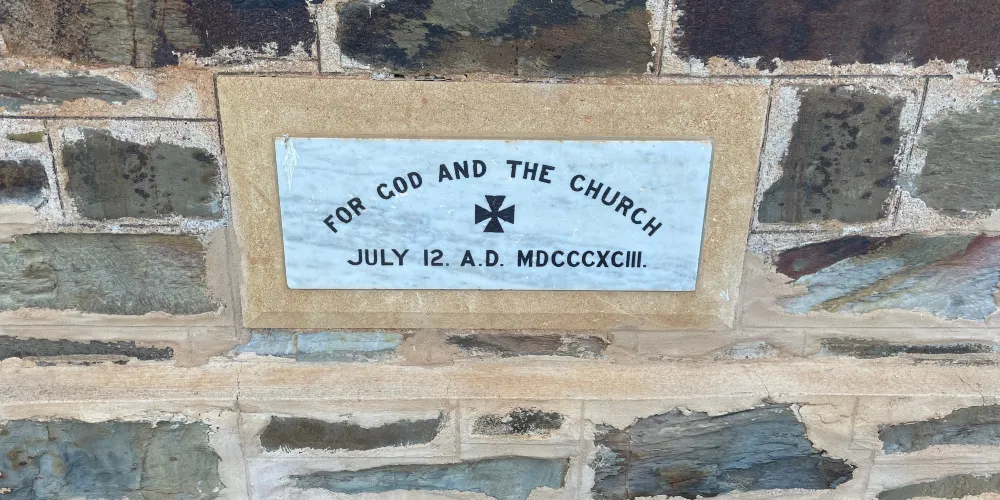 FOR GOD AND THE CHURCH
JULY 12. A.D. MDCCCXCIII.